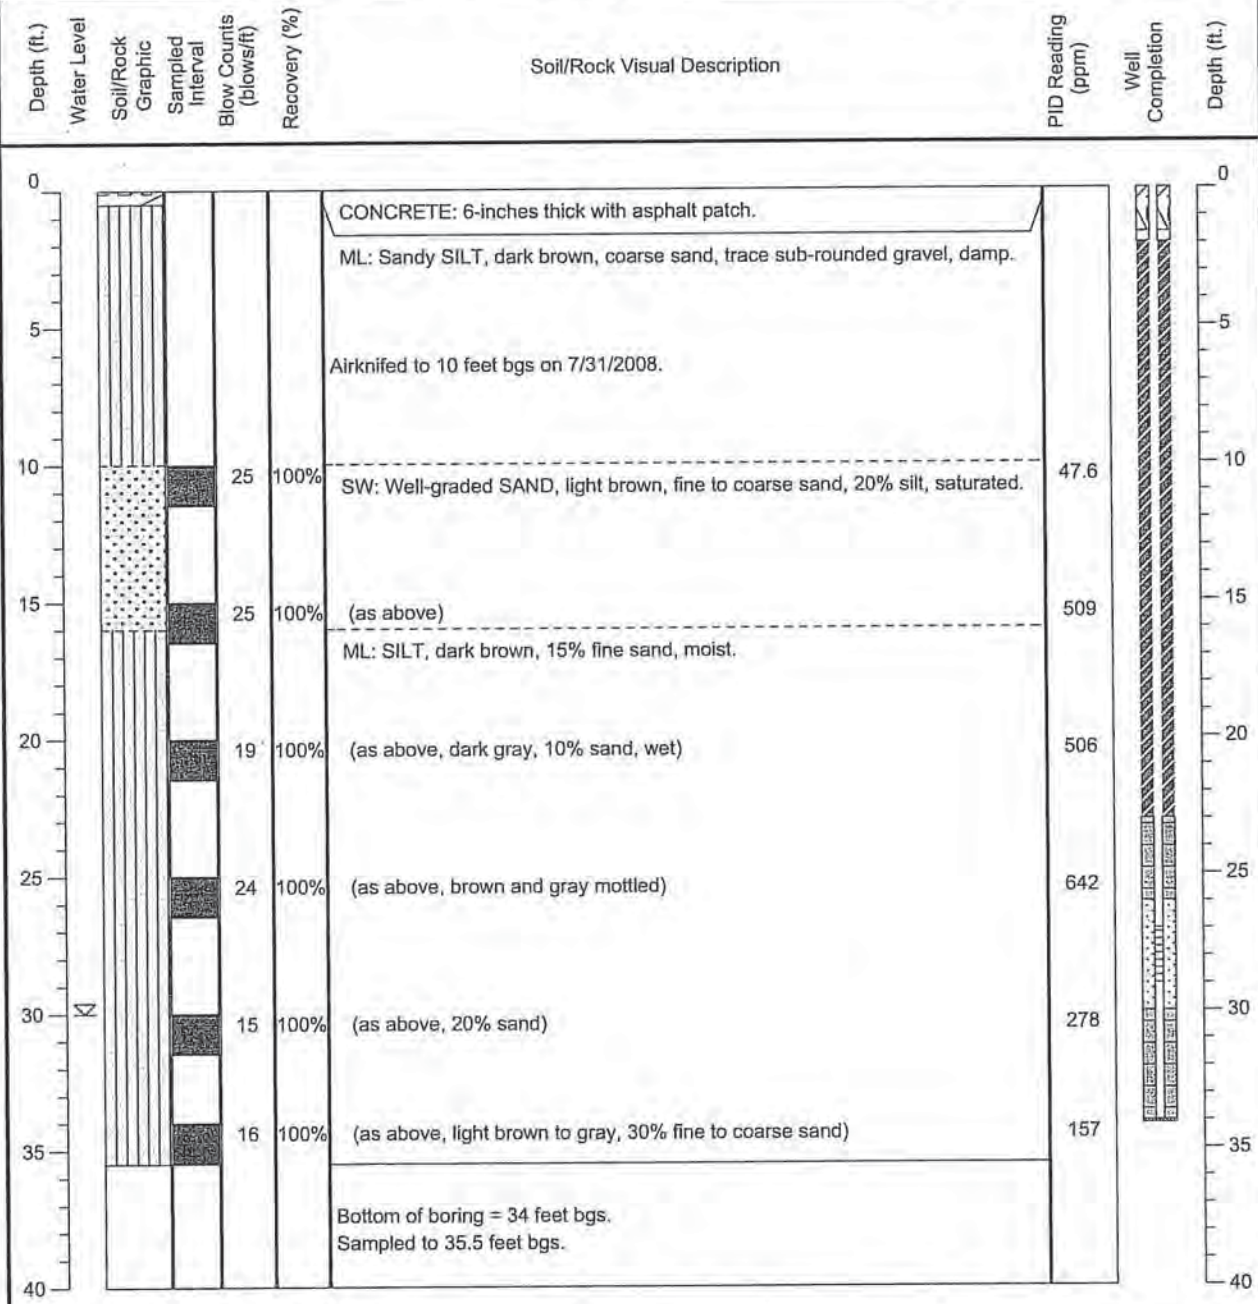 Depth (ft.)
Water Level
Soil/Rock
Graphic
Sampled
Interval
Blow Counts
(blows/ft)
Recovery (%)
Soil/Rock Visual Description
PID Reading
(ppm)
Well
Completion
Depth (ft.)
0
0
CONCRETE: 6-inches thick with asphalt patch.
ML: Sandy SILT, dark brown, coarse sand, trace sub-rounded gravel, damp.
5
5
Airknifed to 10 feet bgs on 7/31/2008.
10
25
100%
47.6
10
SW: Well-graded SAND, light brown, fine to coarse sand, 20% silt, saturated.
15
25
100%
(as above)
509
15
ML: SILT, dark brown, 15% fine sand, moist.
20
19
100%
(as above, dark gray, 10% sand, wet)
506
20
25
24
100%
(as above, brown and gray mottled)
642
25
30
15
100%
(as above, 20% sand)
278
30
16
100%
(as above, light brown to gray, 30% fine to coarse sand)
157
35
35
Bottom of boring = 34 feet bgs.
Sampled to 35.5 feet bgs.
40
40